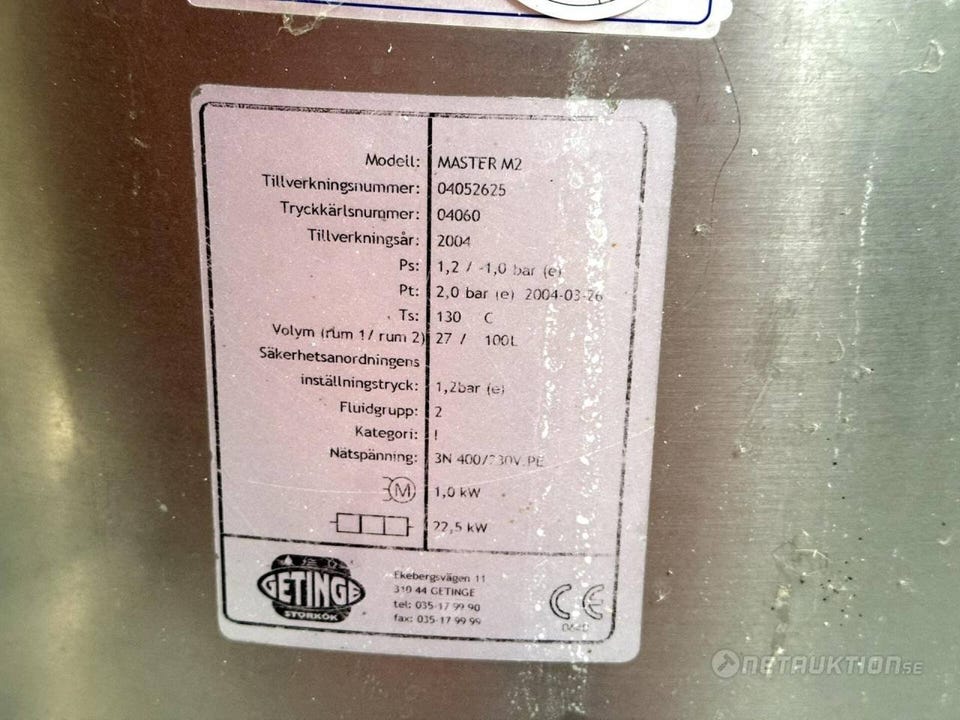 Modell: MASTER M2
Tillverkningsnummer: 04052625
Tryckkärlsnummer: 04060
Tillverkningsår: 2004
Ps: 1,2 / -1,0 bar (e)
Pt: 2,0 bar (e) 2004-03-26
Ts: 130 C
Volym (rum 1/ rum 2) 27 / 100L
Säkerhetsanordningens
inställningstryck: 1,2bar (e)
Fluidgrupp: 2
Kategori: I
Nätspänning: 3N 400/230V.PE
M 1,0 kW
22,5 kW
GETINGE
STORKÖK
Ekebergsvägen 11
310 44 GETINGE
tel: 035-17 99 90
fax: 035-17 99 99
CE
NETAUKTION.SE